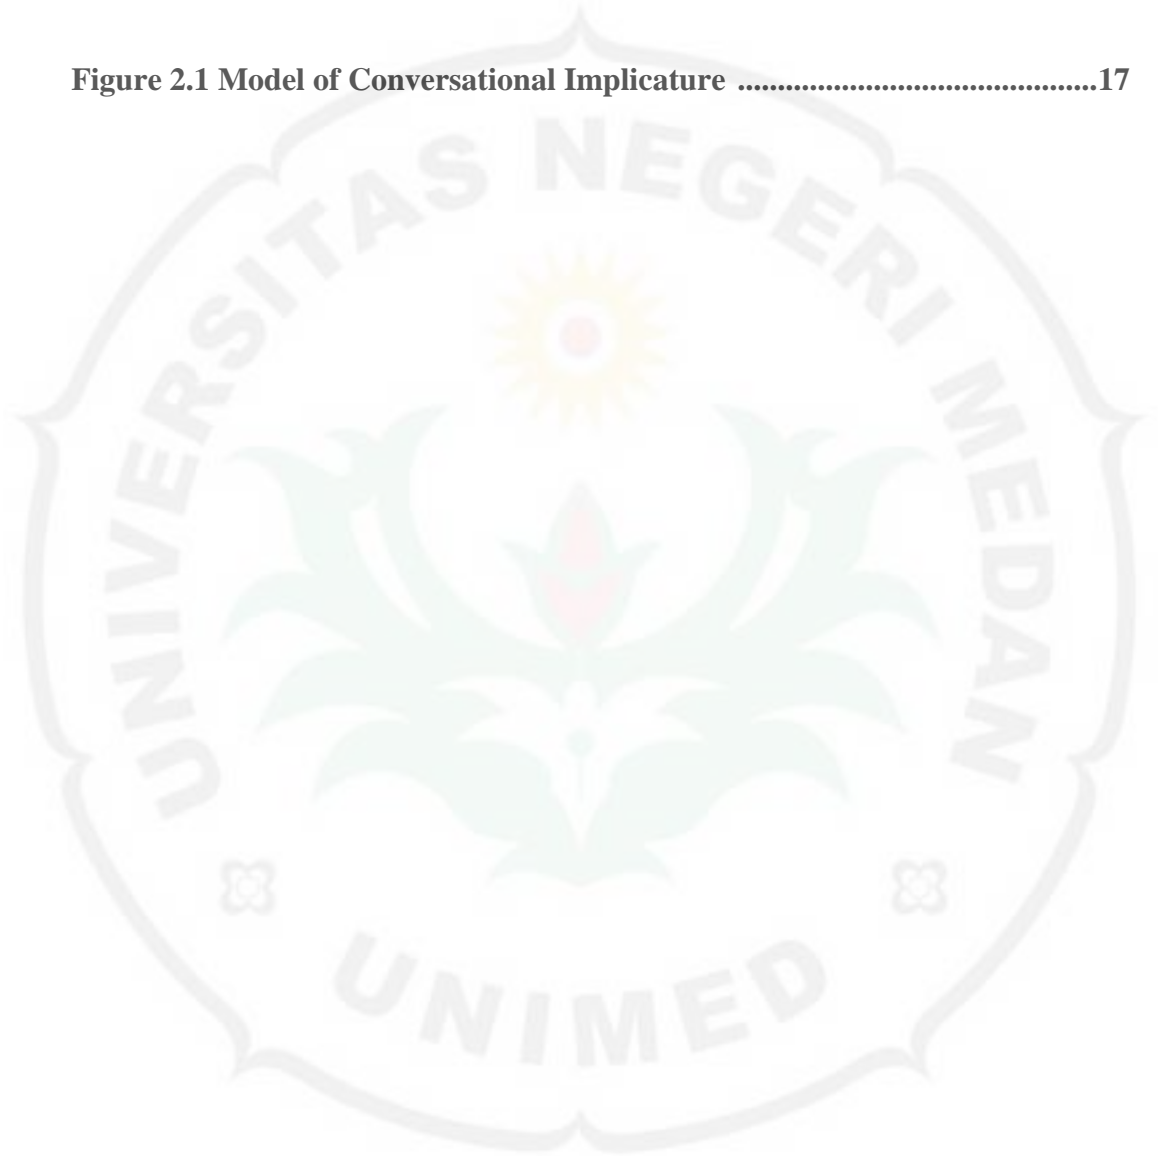 Figure 2.1 Model of Conversational Implicature .............................................17
UNIVERSITAS NEGERI MEDAN
UNIMED